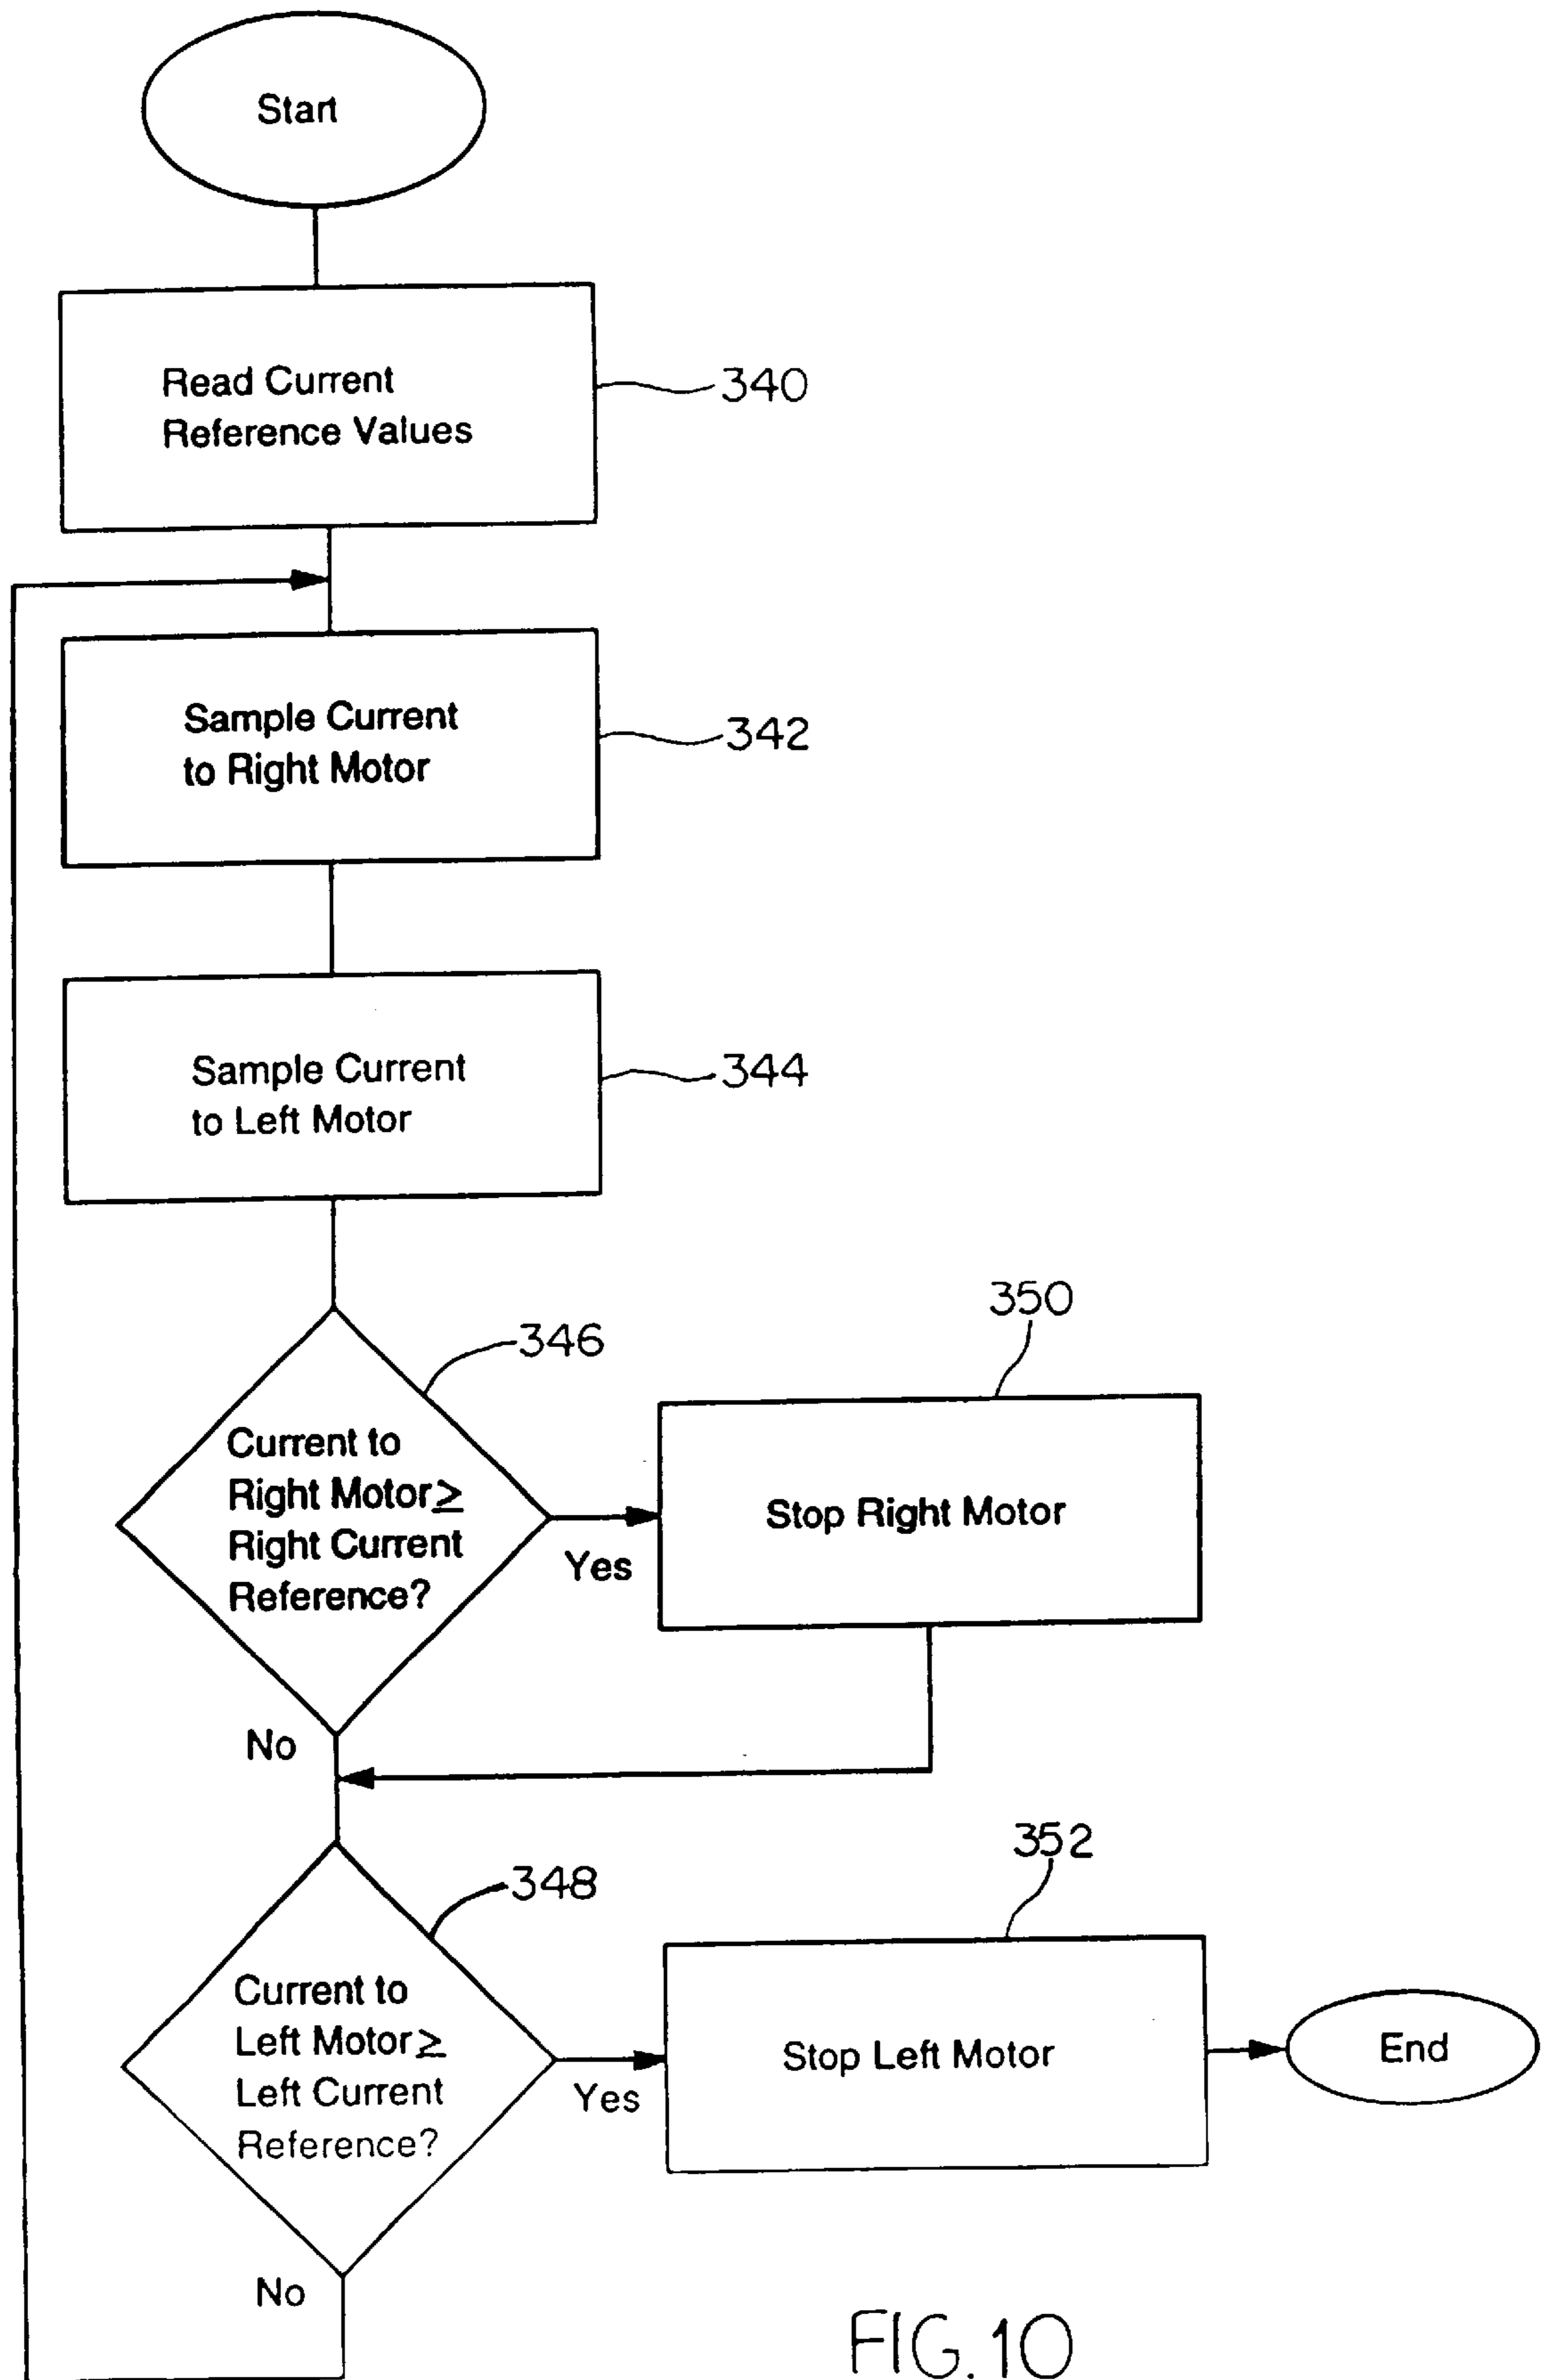 Start
Read Current
Reference Values
340
Sample Current
to Right Motor
342
Sample Current
to Left Motor
344
346
Current to
Right Motor≥
Right Current
Reference?
Yes
350
Stop Right Motor
No
348
Current to
Left Motor≥
Left Current
Reference?
Yes
352
Stop Left Motor
End
No
FIG.10